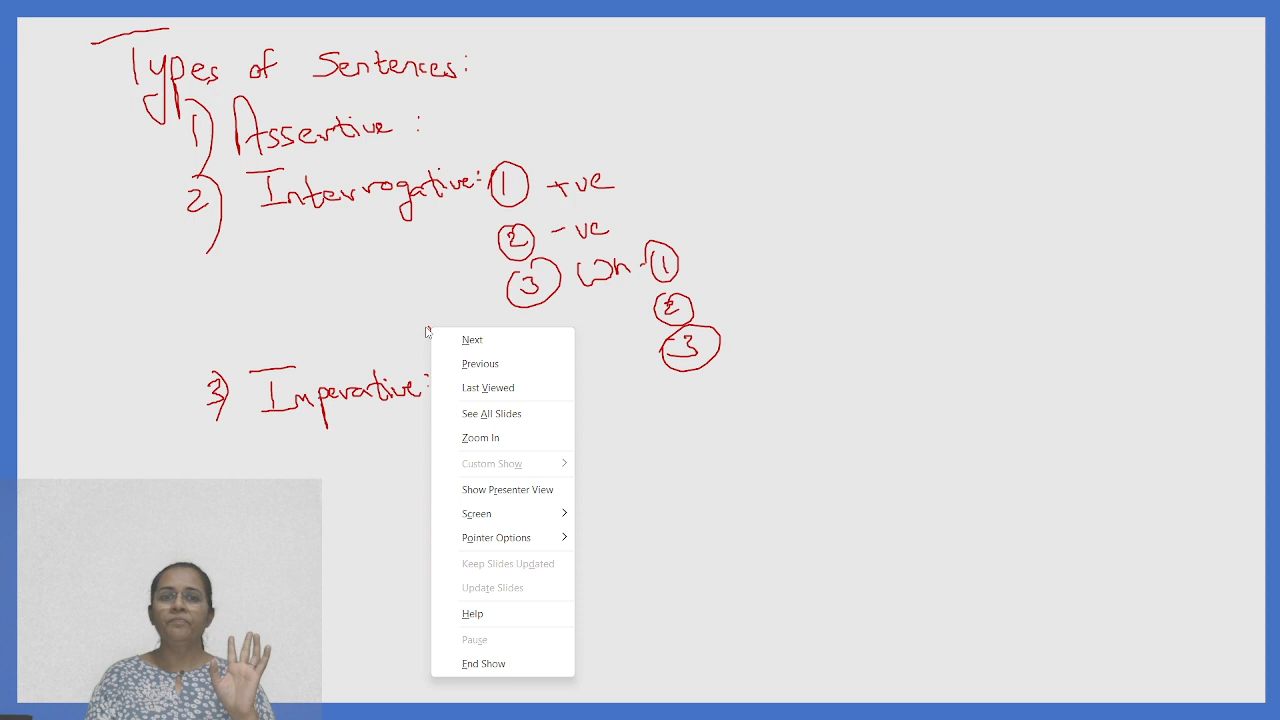 Types of Sentences:
1) Assertive:
2) Interrogative: 1 +ve
2 -ve
3 Wh - 1
2
3
3) Imperative:
Next
Previous
Last Viewed
See All Slides
Zoom In
Custom Show
Show Presenter View
Screen
Pointer Options
Keep Slides Updated
Update Slides
Help
Pause
End Show